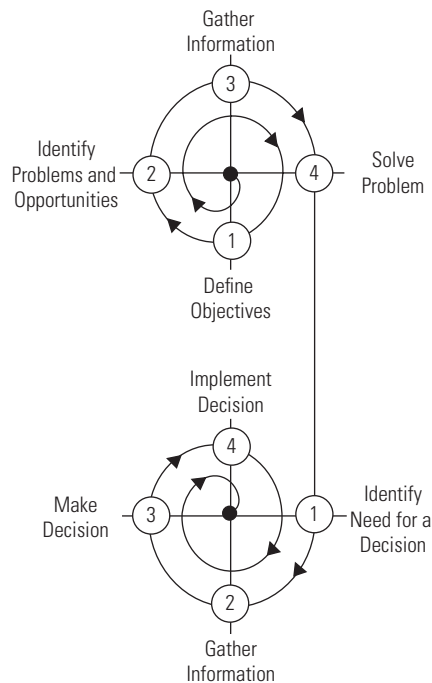 Gather
Information
3
Identify
Problems and
Opportunities
2
4
Solve
Problem
1
Define
Objectives
Implement
Decision
4
Make
Decision
3
1
Identify
Need for a
Decision
2
Gather
Information